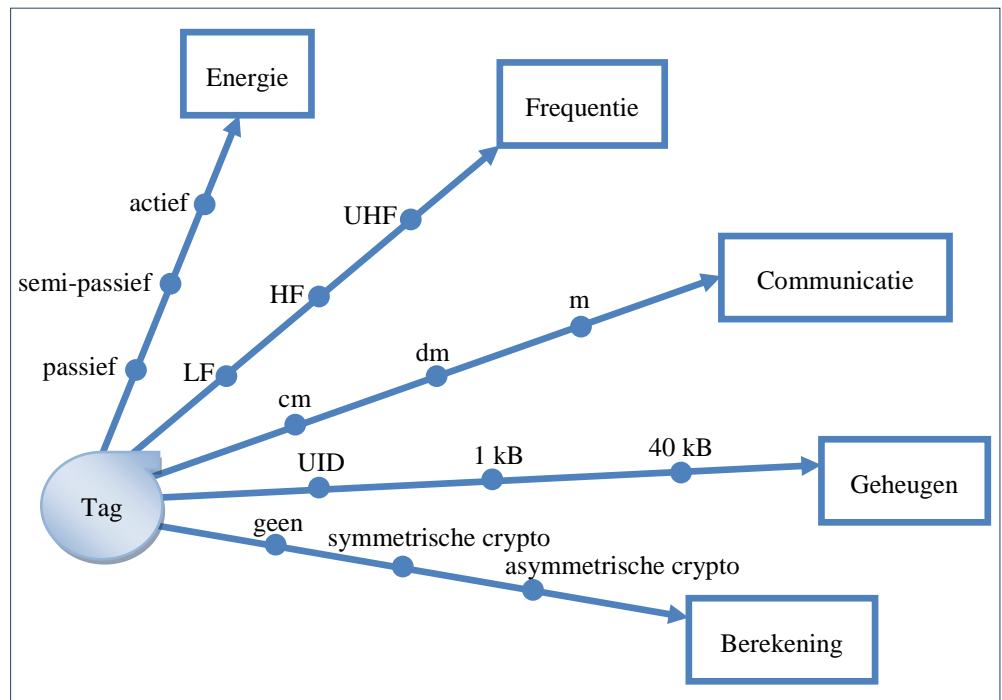 Energie
Frequentie
actief
UHF
Communicatie
semi-passief
HF
m
passief
LF
dm
cm
UID
1 kB
40 kB
Geheugen
Tag
geen
symmetrische crypto
asymmetrische crypto
Berekening